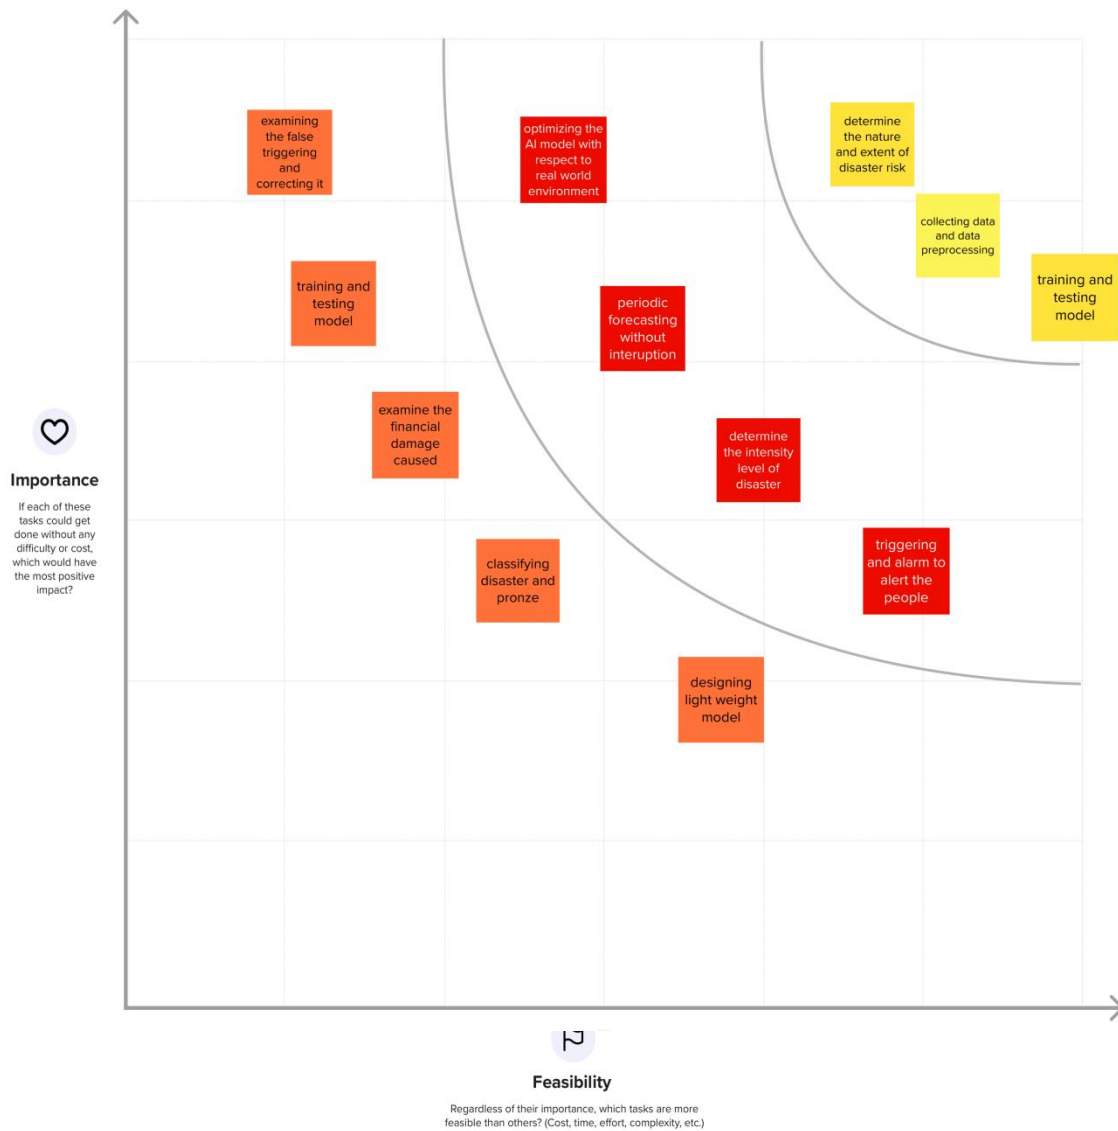 examining
the false
triggering
and
correcting it
optimizing the
AI model with
respect to
real world
environment
determine
the nature
and extent of
disaster risk
collecting data
and data
preprocessing
training and
testing
model
training and
testing
model
periodic
forecasting
without
interuption
examine the
financial
damage
caused
determine
the intensity
level of
disaster
classifying
disaster and
pronze
triggering
and alarm to
alert the
people
designing
light weight
model
Importance
If each of these
tasks could get
done without any
difficulty or cost,
which would have
the most positive
impact?
Feasibility
Regardless of their importance, which tasks are more
feasible than others? (Cost, time, effort, complexity, etc.)